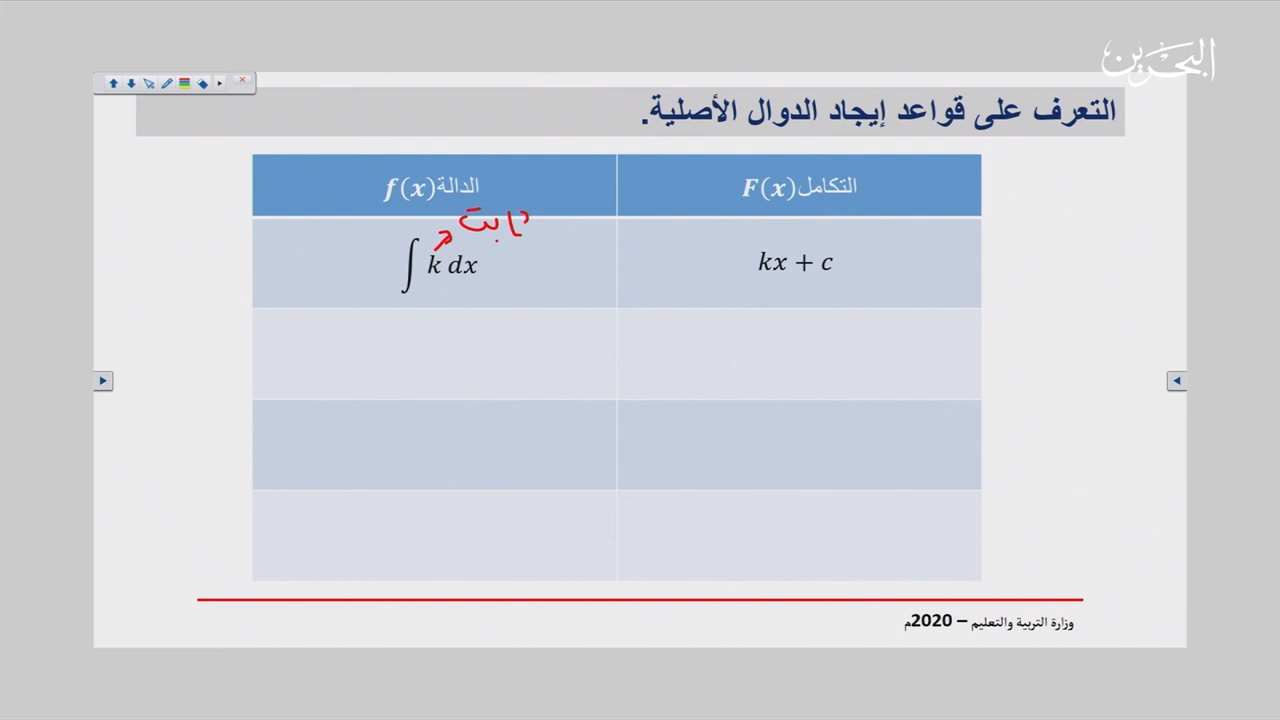 البحرين
التعرف على قواعد إيجاد الدوال الأصلية.
الدالة f(x)
التكامل F(x)
ثابت
∫ k dx
kx + c
وزارة التربية والتعليم – 2020م